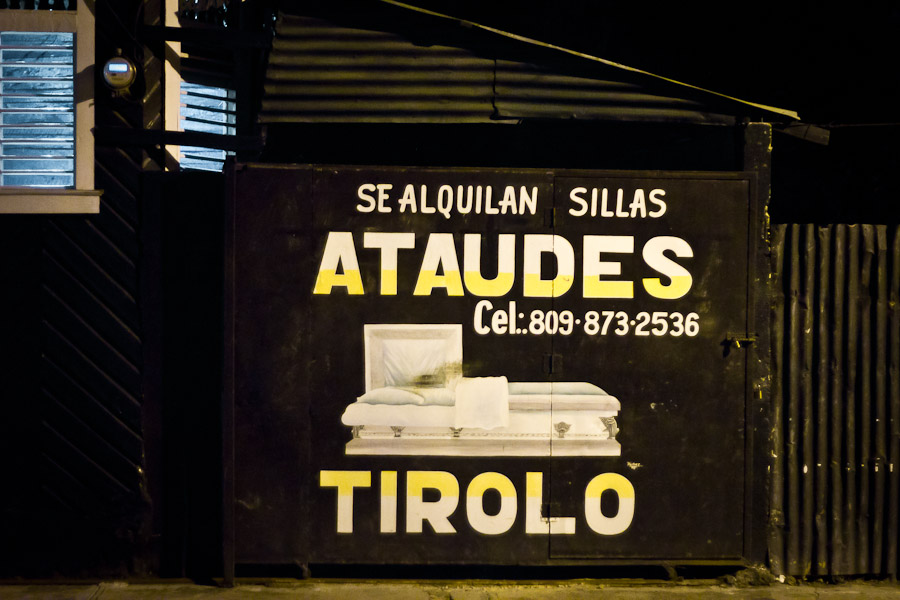 SE ALQUILAN SILLAS
ATAUDES
Cel.:809·873·2536
TIROLO